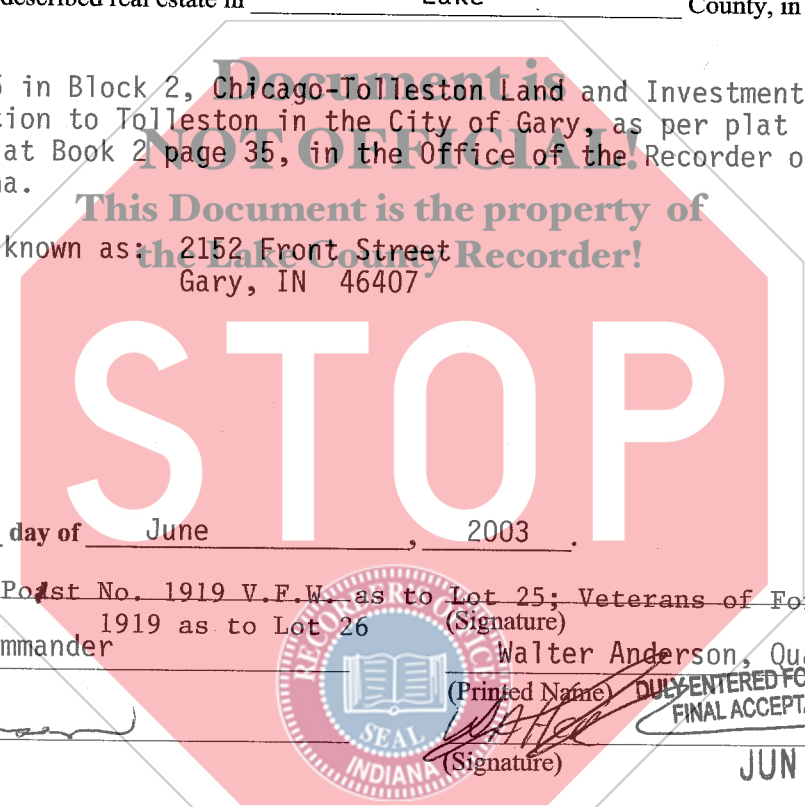 described real estate in Lake County, in
in Block 2, Chicago-Tolleston Land and Investment
tion to Tolleston in the City of Gary, as per plat
at Book 2 page 35, in the Office of the Recorder o
na.
known as: 2152 Front Street
Gary, IN 46407
Document is
NOT OFFICIAL!
This Document is the property of
the Lake County Recorder!
STOP
day of June , 2003 .
Post No. 1919 V.F.W. as to Lot 25; Veterans of Fo
1919 as to Lot 26 (Signature)
mmander
Walter Anderson, Qua
(Printed Name)
DULY ENTERED FO
FINAL ACCEPT
(Signature)
JUN
RECORDER'S OFFICE
SEAL
INDIANA